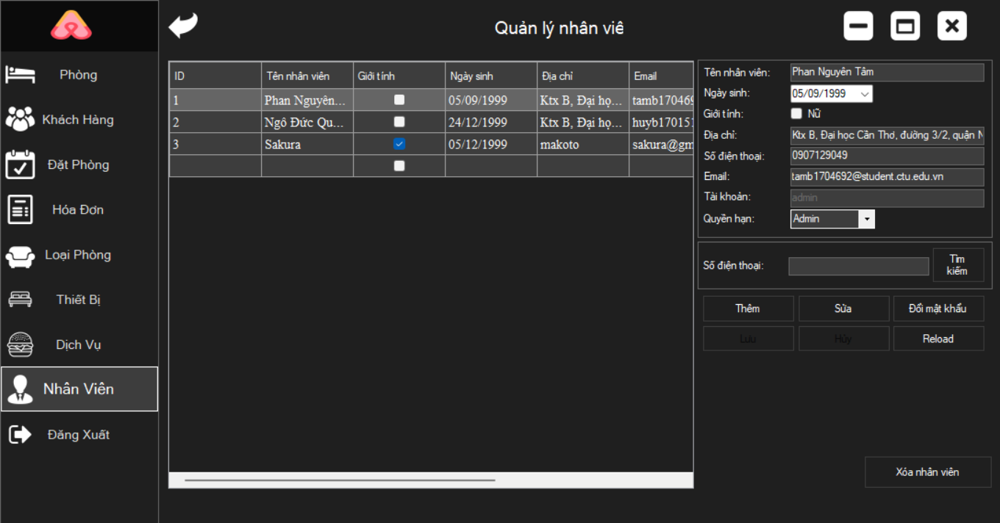 Quản lý nhân viê
Phòng
Khách Hàng
Đặt Phòng
Hóa Đơn
Loại Phòng
Thiết Bị
Dịch Vụ
Nhân Viên
Đăng Xuất
ID Tên nhân viên Giới tính Ngày sinh Địa chỉ Email
1 Phan Nguyên... 05/09/1999 Ktx B, Đại họ... tamb170469
2 Ngô Đức Qu... 24/12/1999 Ktx B, Đại họ... huyb170151
3 Sakura 05/12/1999 makoto sakura@gm
Tên nhân viên: Phan Nguyên Tâm
Ngày sinh: 05/09/1999
Giới tính: Nữ
Địa chỉ: Ktx B, Đại học Cần Thơ, đường 3/2, quận N
Số điện thoại: 0907129049
Email: tamb1704692@student.ctu.edu.vn
Tài khoản: admin
Quyền hạn: Admin
Số điện thoại:
Tìm
kiếm
Thêm Sửa Đổi mật khẩu
Lưu Hủy Reload
Xóa nhân viên